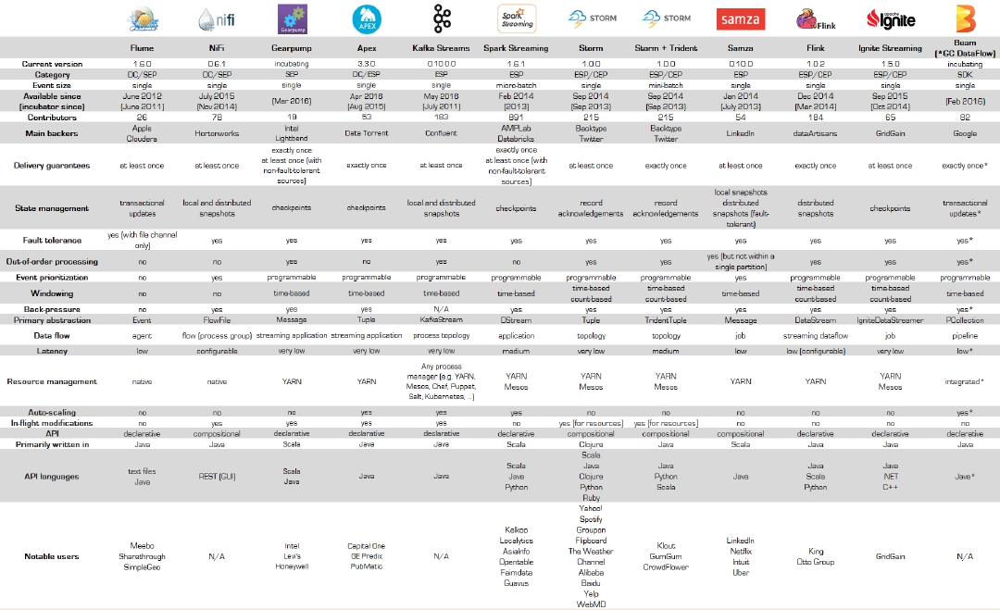 nifi
APEX
Spark Streaming
STORM
STORM
samza
Flink
APACHE Ignite
Flume NiFi Gearpump Apex Kafka Streams Spark Streaming Storm Storm + Trident Samza Flink Ignite Streaming Beam (*GC DataFlow)
Current version 1.6.0 0.6.1 incubating 3.3.0 0.10.0.0 1.6.1 1.0.0 1.0.0 0.10.0 1.0.2 1.5.0 incubating
Category DC/SEP DC/SEP SEP DC/ESP ESP ESP ESP/CEP ESP/CEP ESP ESP/CEP ESP/CEP SDK
Event size single single single single single micro-batch single mini-batch single single single single
Available since (incubator since) June 2012 (June 2011) July 2015 (Nov 2014) (Mar 2016) Apr 2016 (Aug 2015) May 2016 (July 2011) Feb 2014 (2013) Sep 2014 (Sep 2013) Sep 2014 (Sep 2013) Jan 2014 (July 2013) Dec 2014 (Mar 2014) Sep 2015 (Oct 2014) (Feb 2016)
Contributors 26 78 19 53 183 891 215 215 54 184 65 82
Main backers Apple Cloudera Hortonworks Intel Lightbend Data Torrent Confluent AMPLab Databricks Backtype Twitter Backtype Twitter LinkedIn dataArtisans GridGain Google
Delivery guarantees at least once at least once exactly once at least once (with non-fault-tolerant sources) exactly once at least once exactly once at least once (with non-fault-tolerant sources) at least once exactly once at least once exactly once at least once exactly once*
State management transactional updates local and distributed snapshots checkpoints checkpoints local and distributed snapshots checkpoints record acknowledgements record acknowledgements local snapshots distributed snapshots (fault-tolerant) distributed snapshots checkpoints transactional updates*
Fault tolerance yes (with file channel only) yes yes yes yes yes yes yes yes yes yes yes*
Out-of-order processing no no yes no yes no yes yes yes (but not within a single partition) yes yes yes*
Event prioritization no yes programmable programmable programmable programmable programmable programmable yes programmable programmable programmable
Windowing no no time-based time-based time-based time-based time-based count-based time-based count-based time-based time-based count-based time-based count-based time-based
Back-pressure no yes yes yes N/A yes yes yes yes yes yes yes*
Primary abstraction Event FlowFile Message Tuple KafkaStream DStream Tuple TridentTuple Message DataStream IgniteDataStreamer PCollection
Data flow agent flow (process group) streaming application streaming application process topology application topology topology job streaming dataflow job pipeline
Latency low configurable very low very low very low medium very low medium low low (configurable) very low low*
Resource management native native YARN YARN Any process manager (e.g. YARN, Mesos, Chef, Puppet, Salt, Kubernetes, ...) YARN Mesos YARN Mesos YARN Mesos YARN YARN YARN Mesos integrated*
Auto-scaling no no no yes yes yes no no no no no yes*
In-flight modifications no yes yes yes yes no yes (for resources) yes (for resources) no no no no
API declarative compositional declarative declarative declarative declarative compositional compositional compositional declarative declarative declarative
Primarily written in Java Java Scala Java Java Scala Clojure Java Scala Java Java Java
API languages text files Java REST (GUI) Scala Java Java Java Scala Java Python Scala Java Clojure Python Ruby Java Python Scala Java Java Scala Python Java .NET C++ Java*
Notable users Meebo Sharethrough SimpleGeo N/A Intel Levi's Honeywell Capital One GE Predix PubMatic N/A Kelkoo Localytics AsiaInfo Opentable Faimdata Guavus Yahoo! Spotify Groupon Flipboard The Weather Channel Alibaba Baidu Yelp WebMD Klout GumGum CrowdFlower LinkedIn Netflix Intuit Uber King Otto Group GridGain N/A